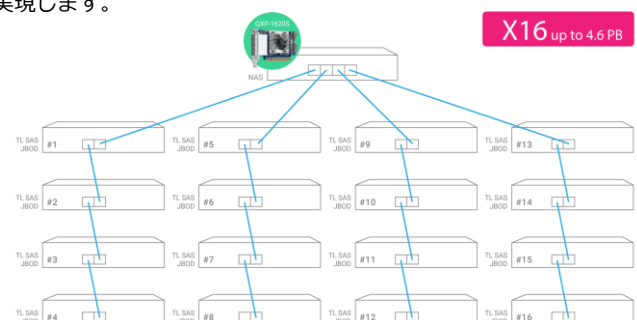 実現します。
QXP-1620S
X16 up to 4.6 PB
NAS
TL SAS JBOD #1
TL SAS JBOD #5
TL SAS JBOD #9
TL SAS JBOD #13
TL SAS JBOD #2
TL SAS JBOD #6
TL SAS JBOD #10
TL SAS JBOD #14
TL SAS JBOD #3
TL SAS JBOD #7
TL SAS JBOD #11
TL SAS JBOD #15
TL SAS JBOD #4
TL SAS JBOD #8
TL SAS JBOD #12
TL SAS JBOD #16